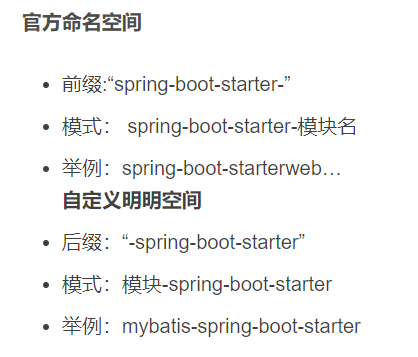 官方命名空间
前缀:“spring-boot-starter-”
模式： spring-boot-starter-模块名
举例：spring-boot-starterweb…
自定义明明空间
后缀：“-spring-boot-starter”
模式：模块-spring-boot-starter
举例：mybatis-spring-boot-starter